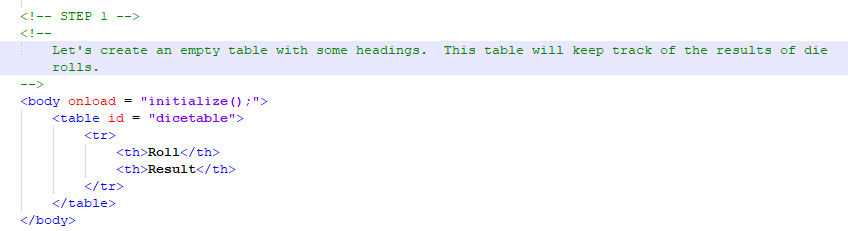 <!-- STEP 1 -->
<!--
Let's create an empty table with some headings.  This table will keep track of the results of die
rolls.
-->
<body onload = "initialize();">
<table id = "dicetable">
<tr>
<th>Roll</th>
<th>Result</th>
</tr>
</table>
</body>